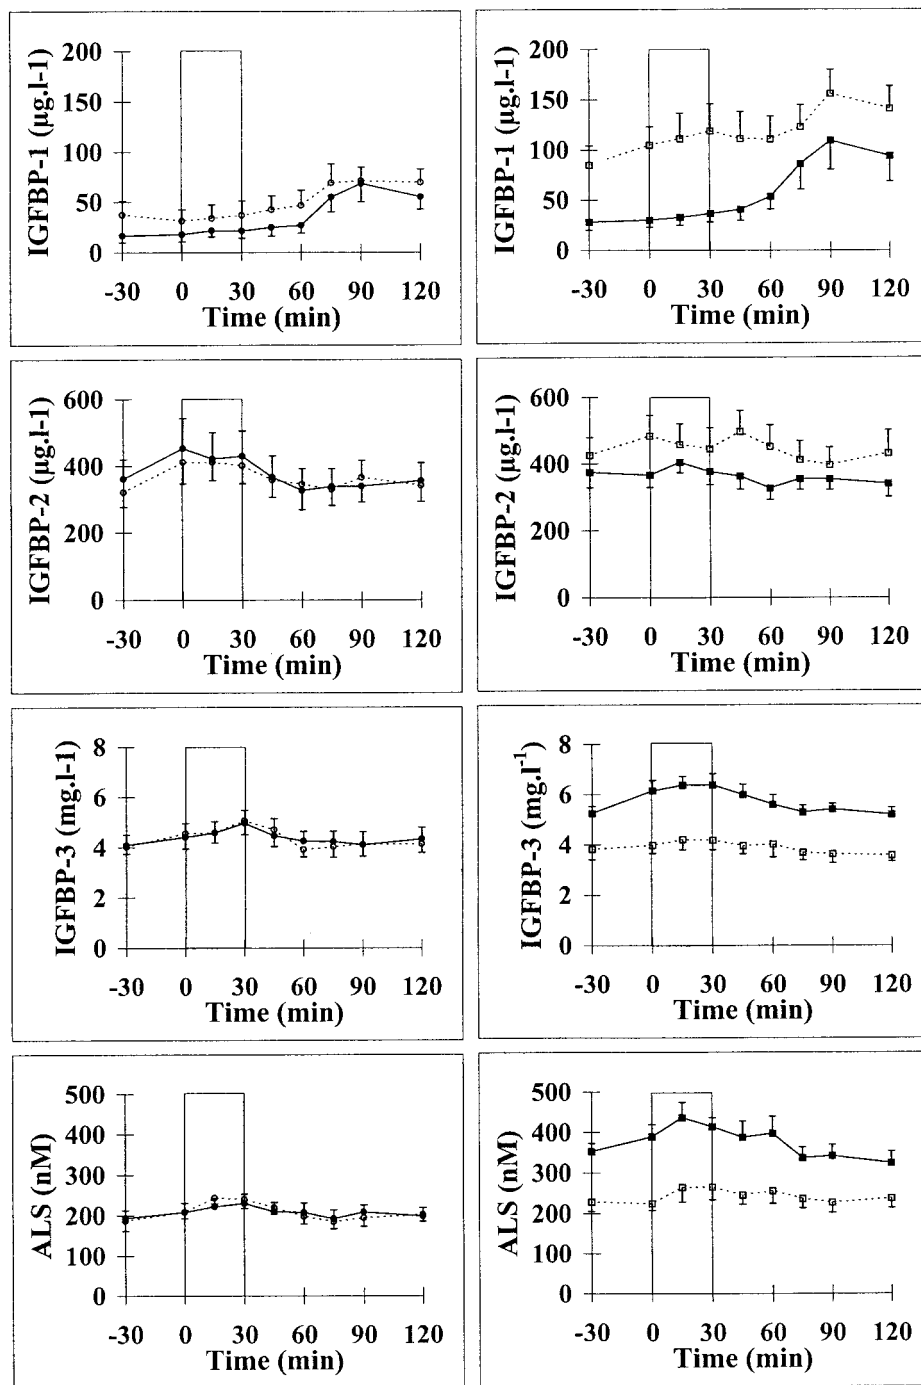 IGFBP-1 (µg.l-1)
200
150
100
50
0
-30 0 30 60 90 120
Time (min)
IGFBP-1 (µg.l-1)
200
150
100
50
0
-30 0 30 60 90 120
Time (min)
IGFBP-2 (µg.l-1)
600
400
200
0
-30 0 30 60 90 120
Time (min)
IGFBP-2 (µg.l-1)
600
400
200
0
-30 0 30 60 90 120
Time (min)
IGFBP-3 (mg.l-1)
8
6
4
2
0
-30 0 30 60 90 120
Time (min)
IGFBP-3 (mg.l⁻¹)
8
6
4
2
0
-30 0 30 60 90 120
Time (min)
ALS (nM)
500
400
300
200
100
0
-30 0 30 60 90 120
Time (min)
ALS (nM)
500
400
300
200
100
0
-30 0 30 60 90 120
Time (min)